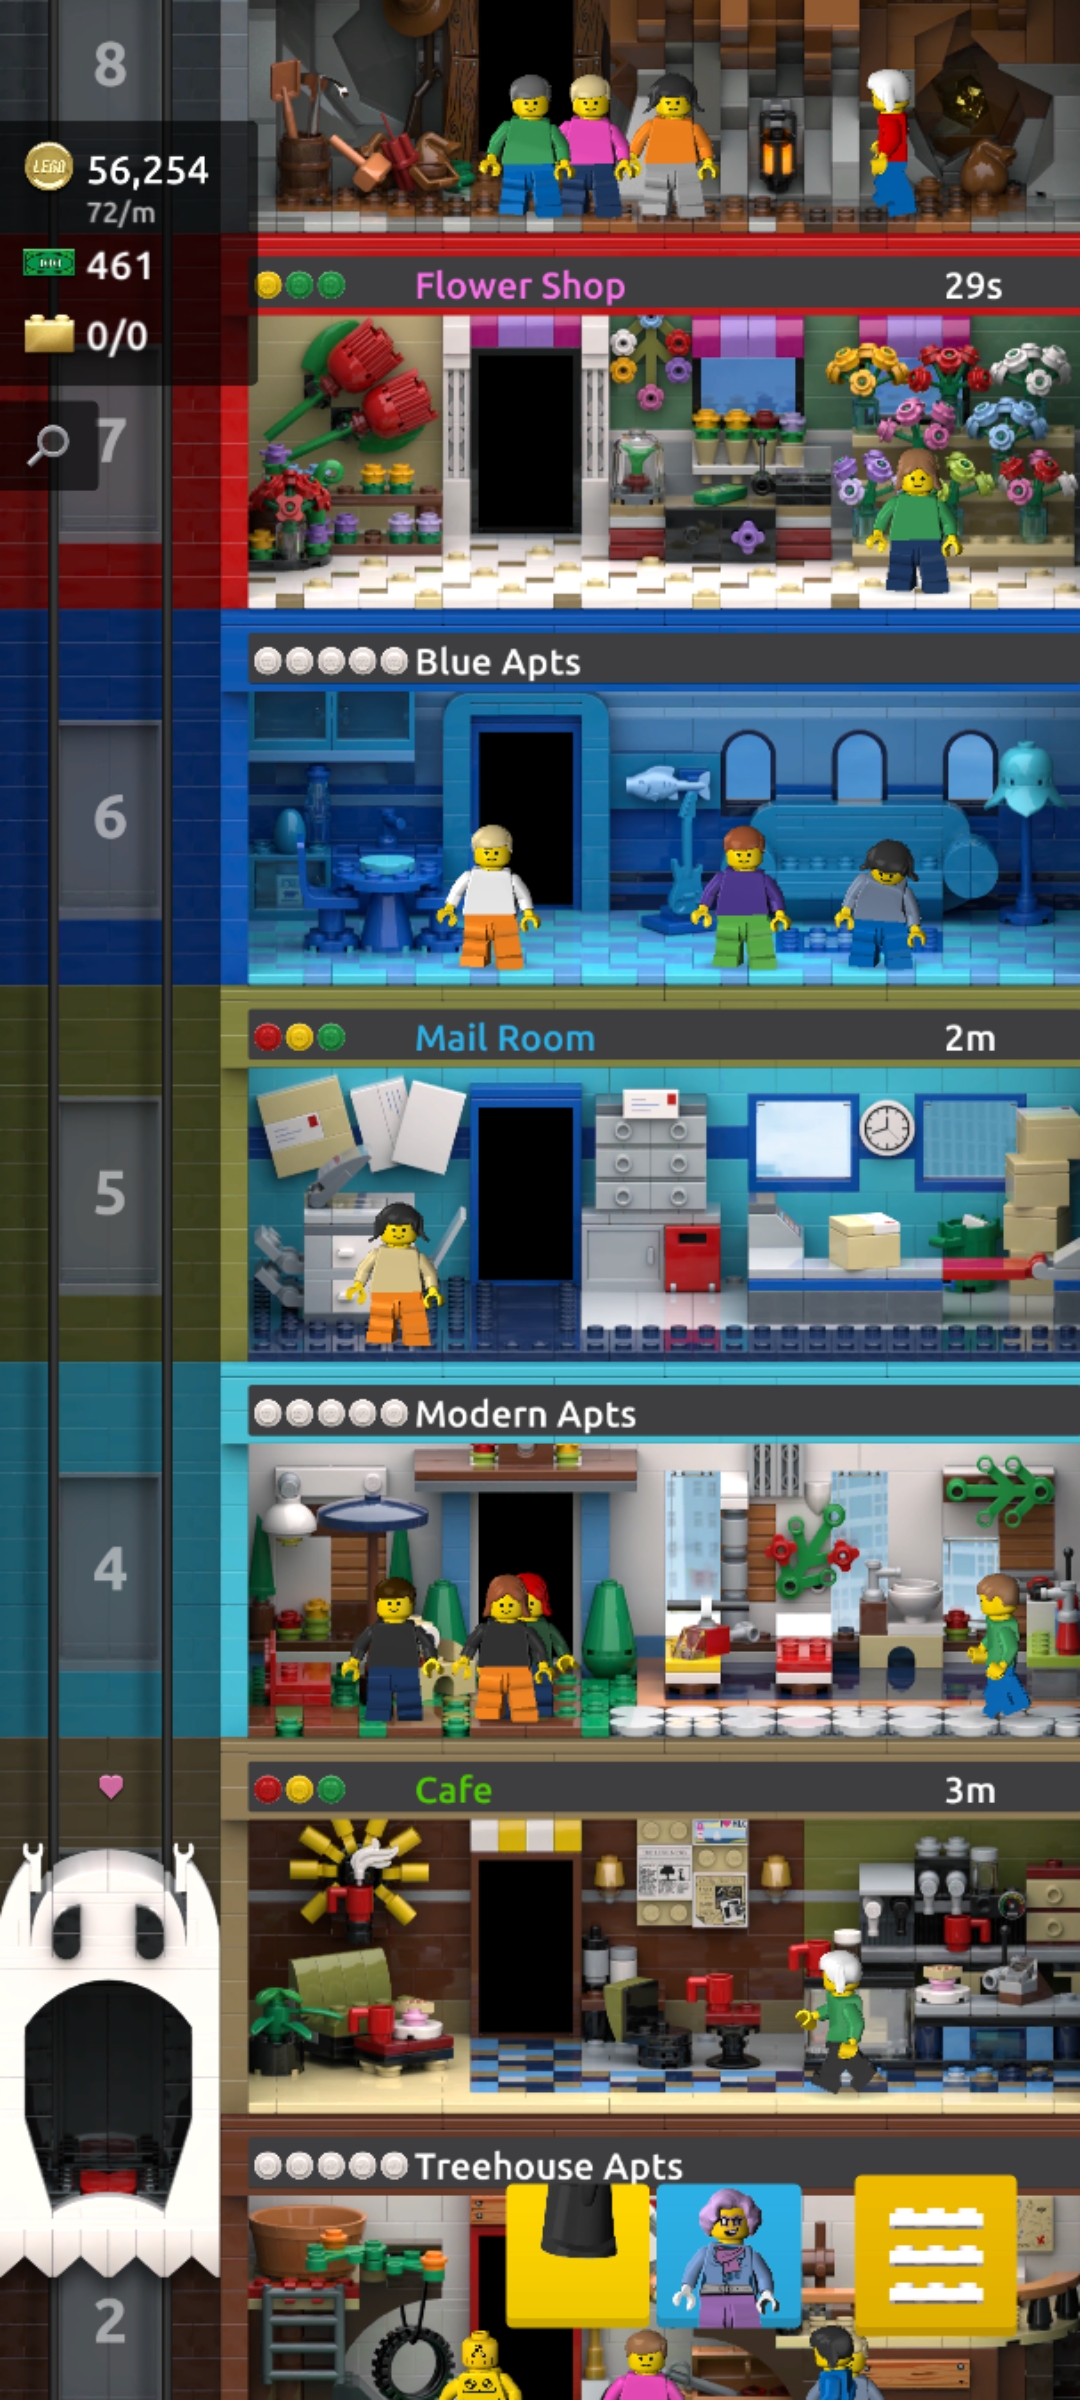 8
LEGO
56,254
72/m
461
0/0
Flower Shop
29s
7
Blue Apts
6
Mail Room
2m
5
Modern Apts
4
Cafe
3m
Treehouse Apts
2